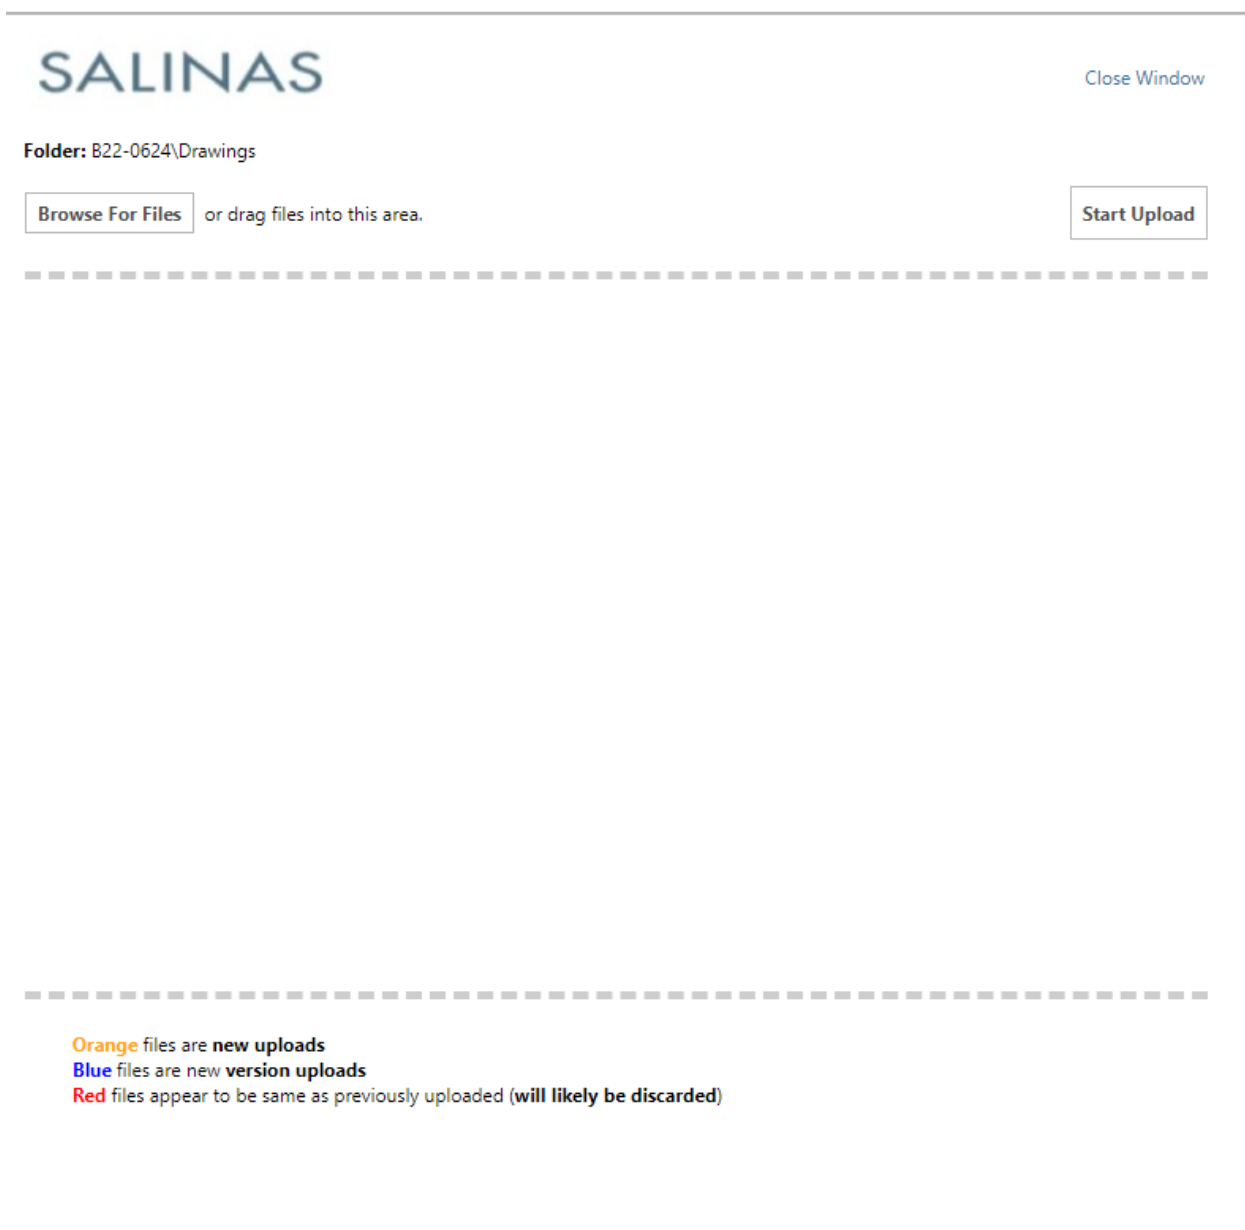 SALINAS
Close Window
Folder: B22-0624\Drawings
Browse For Files or drag files into this area.
Start Upload
Orange files are new uploads
Blue files are new version uploads
Red files appear to be same as previously uploaded (will likely be discarded)